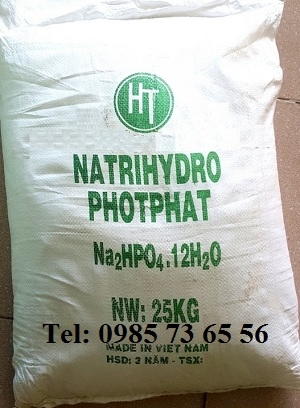 HT
NATRIHYDRO
PHOTPHAT
Na₂HPO₄.12H₂O
NW: 25KG
Tel: 0985 73 65 56
MADE IN VIET NAM
HSD: 2 NĂM - TSX: